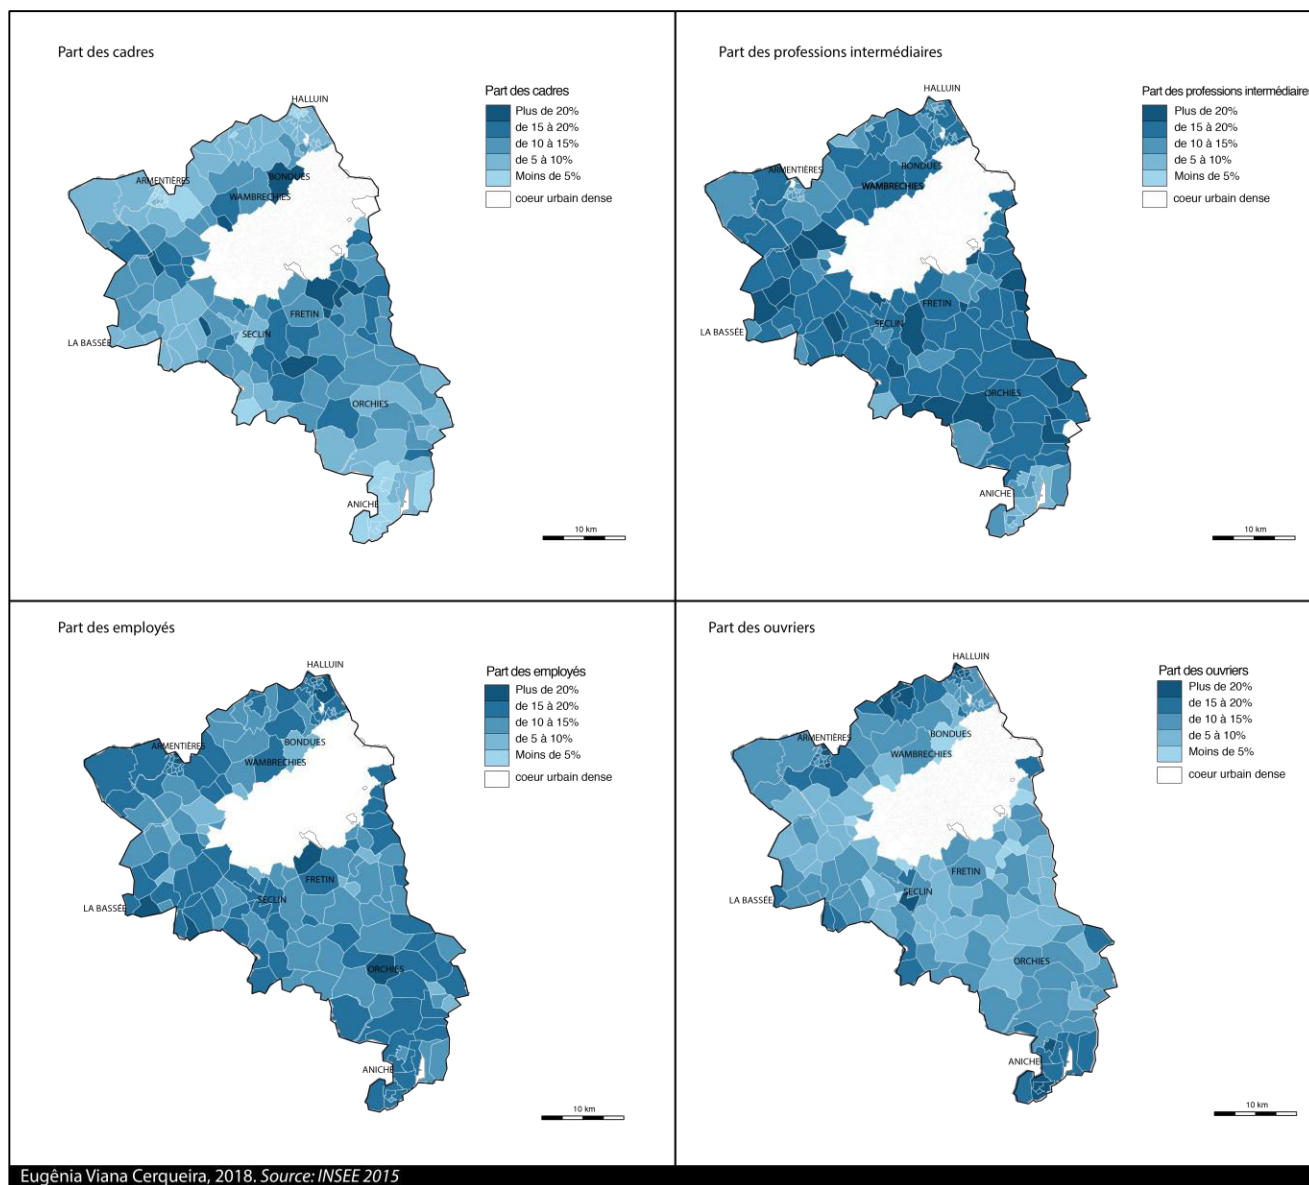 Part des cadres
Part des cadres
Plus de 20%
de 15 à 20%
de 10 à 15%
de 5 à 10%
Moins de 5%
coeur urbain dense
HALLUIN
ARMENTIÈRES
BONDUES
WAMBRECHIES
FRETIN
SECLIN
LA BASSÉE
ORCHIES
ANICHE
10 km
Part des professions intermédiaires
Part des professions intermédiaires
Plus de 20%
de 15 à 20%
de 10 à 15%
de 5 à 10%
Moins de 5%
coeur urbain dense
HALLUIN
ARMENTIÈRES
BONDUES
WAMBRECHIES
FRETIN
SECLIN
LA BASSÉE
ORCHIES
ANICHE
10 km
Part des employés
Part des employés
Plus de 20%
de 15 à 20%
de 10 à 15%
de 5 à 10%
Moins de 5%
coeur urbain dense
HALLUIN
ARMENTIÈRES
BONDUES
WAMBRECHIES
FRETIN
SECLIN
LA BASSÉE
ORCHIES
ANICHE
10 km
Part des ouvriers
Part des ouvriers
Plus de 20%
de 15 à 20%
de 10 à 15%
de 5 à 10%
Moins de 5%
coeur urbain dense
HALLUIN
ARMENTIÈRES
BONDUES
WAMBRECHIES
FRETIN
SECLIN
LA BASSÉE
ORCHIES
ANICHE
10 km
Eugênia Viana Cerqueira, 2018. Source: INSEE 2015